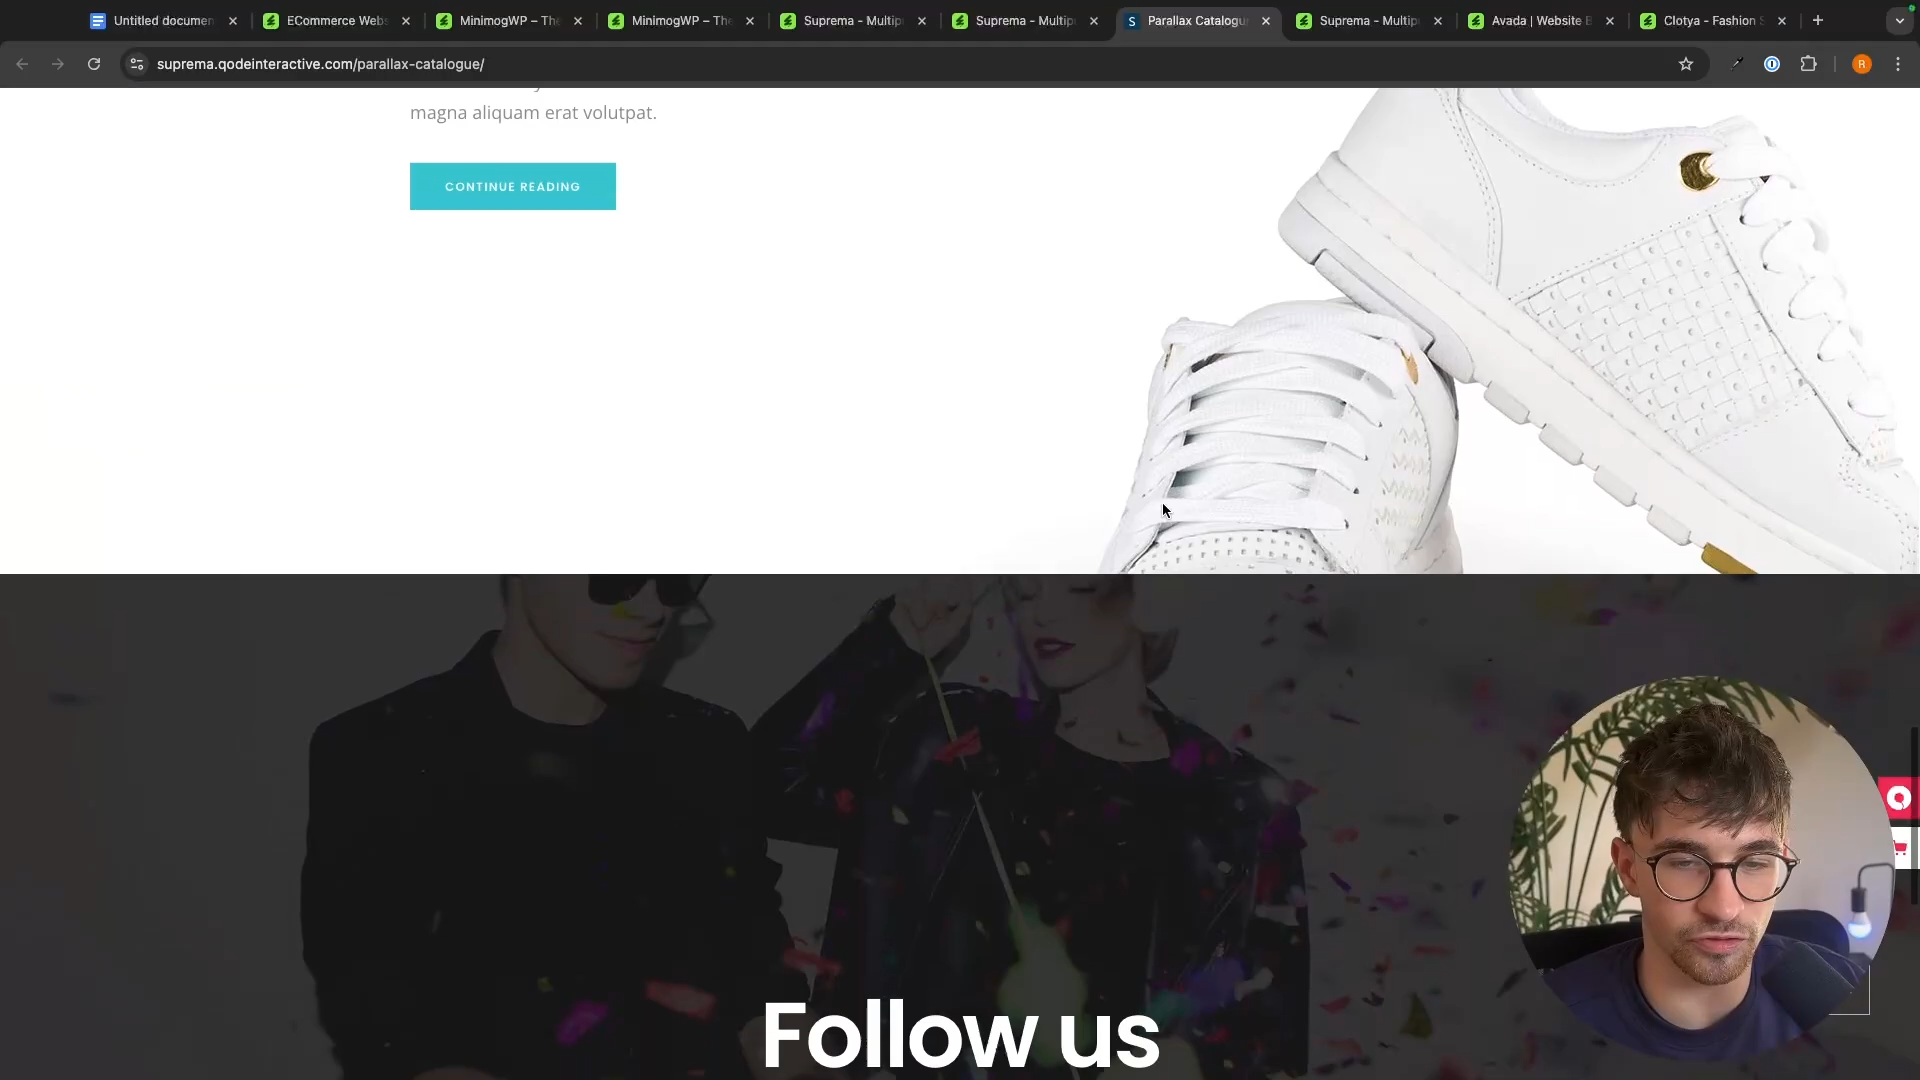 Untitled documen
ECommerce Webs
MinimogWP – The
MinimogWP – The
Suprema - Multip
Suprema - Multip
Parallax Catalogu
Suprema - Multip
Avada | Website B
Clotya - Fashion S
suprema.qodeinteractive.com/parallax-catalogue/
R
magna aliquam erat volutpat.
CONTINUE READING
Follow us